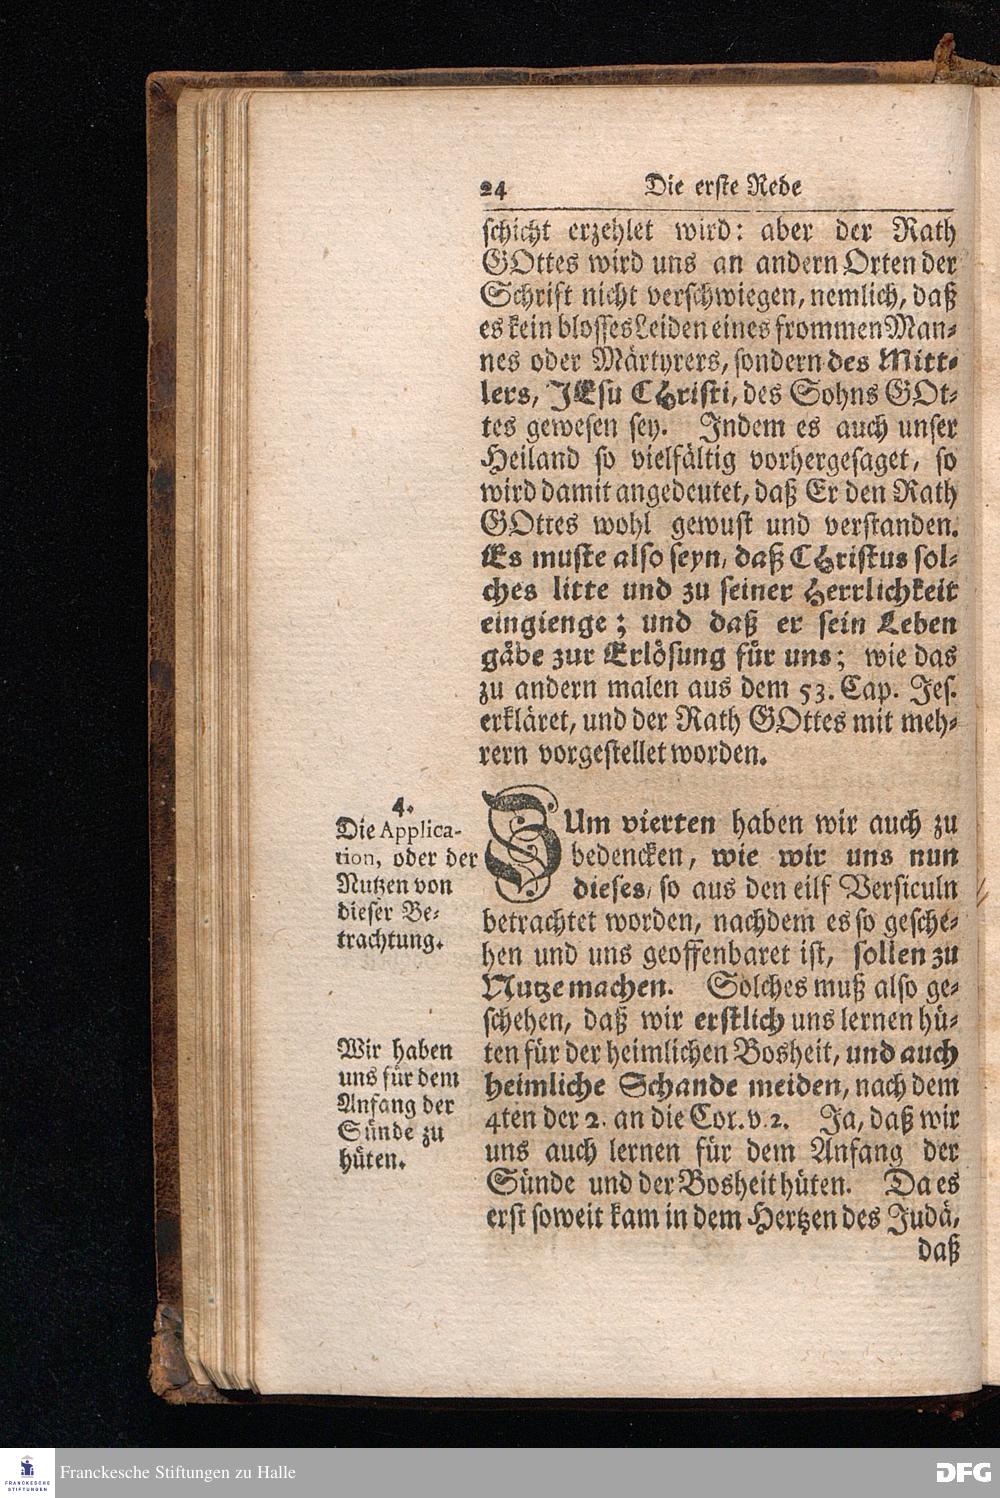 24 Die erste Rede
schicht erzehlet wird: aber der Rath
GOttes wird uns an andern Orten der
Schrift nicht verschwiegen, nemlich, daß
es kein blosses Leiden eines frommen Man-
nes oder Märtyrers, sondern des Mitt-
lers, JEsu CHristi, des Sohns GOt-
tes gewesen sey. Indem es auch unser
Heiland so vielfältig vorhergesaget, so
wird damit angedeutet, daß Er den Rath
GOttes wohl gewust und verstanden.
Es muste also seyn, daß CHristus sol-
ches litte und zu seiner Herrlichkeit
eingienge; und daß er sein Leben
gäbe zur Erlösung für uns; wie das
zu andern malen aus dem 53. Cap. Jes.
erkläret, und der Rath GOttes mit meh-
rern vorgestellet worden.
4.
Die Applica-
tion, oder der
Nutzen von
dieser Be-
trachtung.
ZUm vierten haben wir auch zu
bedencken, wie wir uns nun
dieses, so aus den eilf Versiculn
betrachtet worden, nachdem es so gesche-
hen und uns geoffenbaret ist, sollen zu
Nutze machen. Solches muß also ge-
schehen, daß wir erstlich uns lernen hü-
ten für der heimlichen Bosheit, und auch
heimliche Schande meiden, nach dem
4ten der 2. an die Cor. v. 2. Ja, daß wir
uns auch lernen für dem Anfang der
Sünde und der Bosheit hüten. Da es
erst soweit kam in dem Hertzen des Judä,
daß
Wir haben
uns für dem
Anfang der
Sünde zu
hüten.
FRANCKESCHE
STIFTUNGEN
Franckesche Stiftungen zu Halle
DFG